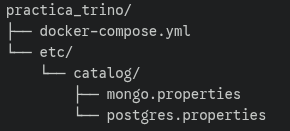 practica_trino/
├── docker-compose.yml
└── etc/
    └── catalog/
        ├── mongo.properties
        └── postgres.properties